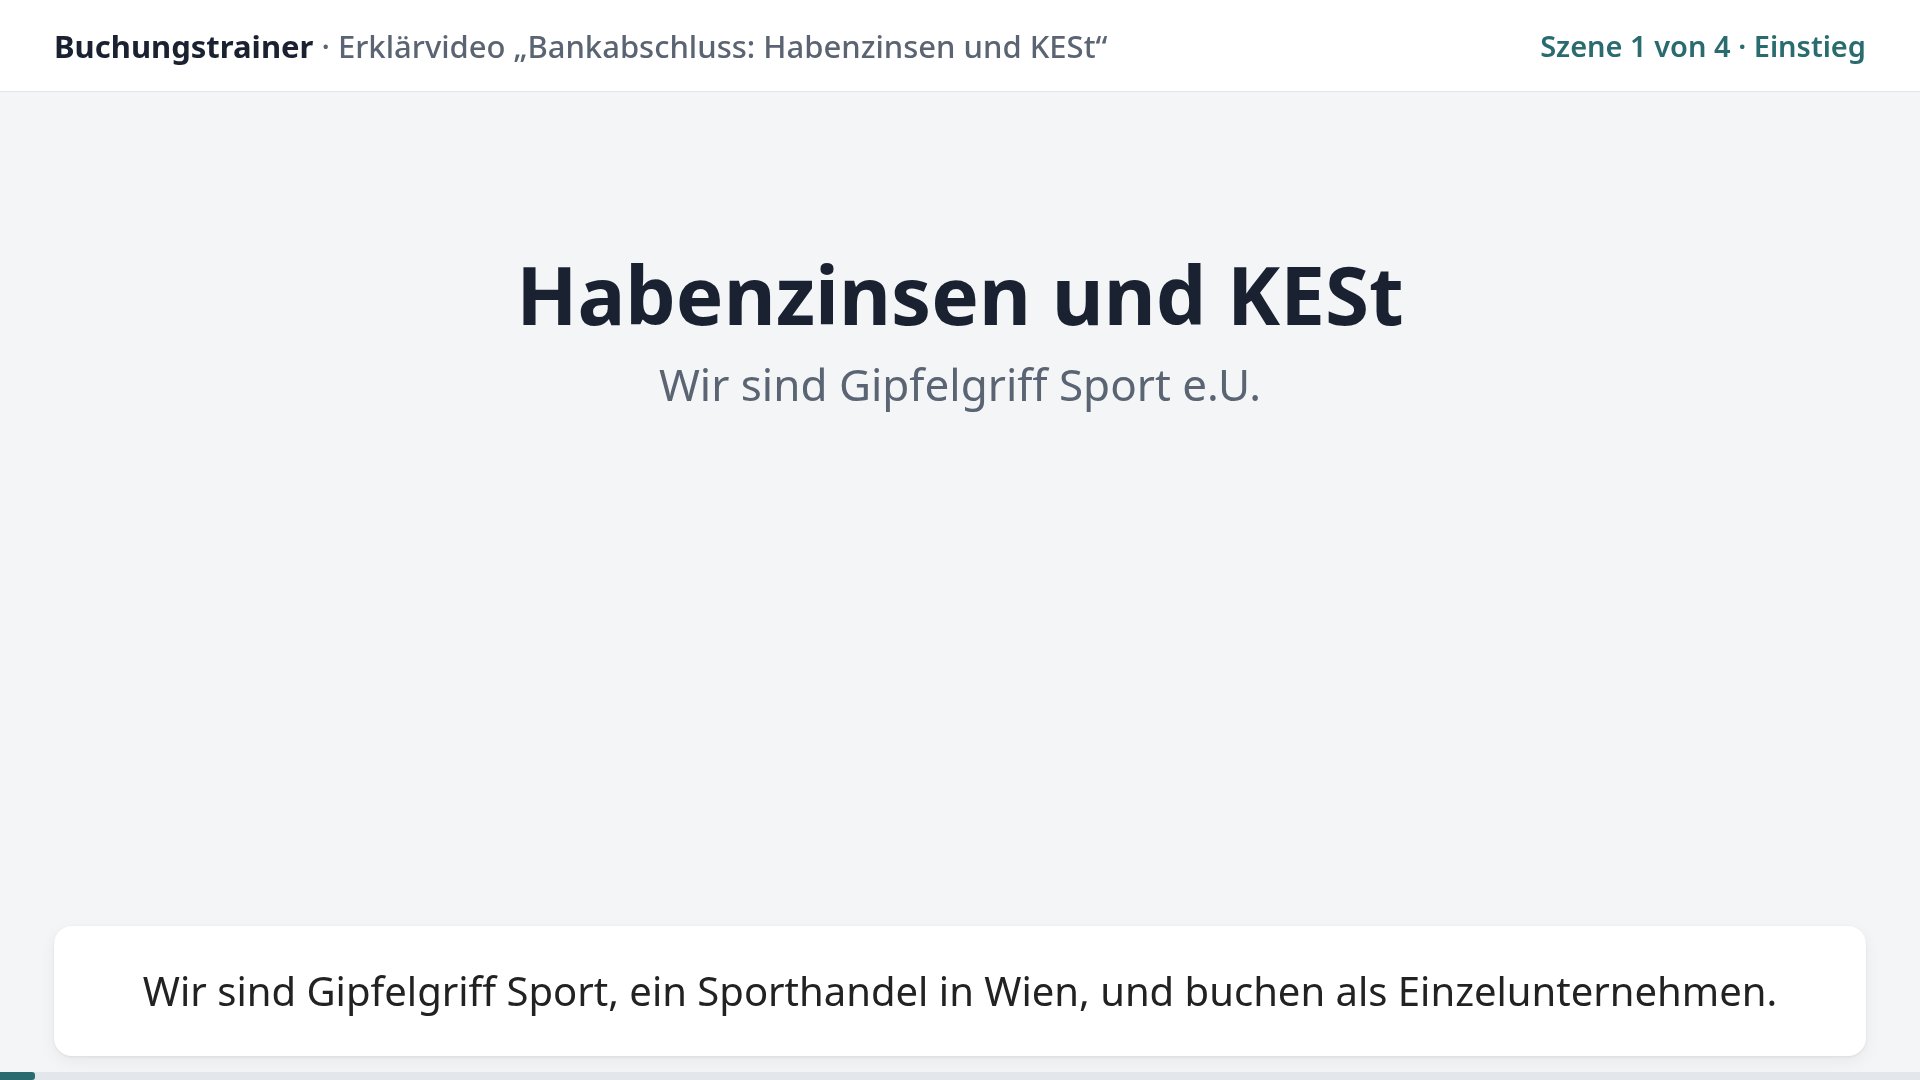 Buchungstrainer · Erklärvideo „Bankabschluss: Habenzinsen und KESt“
Szene 1 von 4 · Einstieg
Habenzinsen und KESt
Wir sind Gipfelgriff Sport e.U.
Wir sind Gipfelgriff Sport, ein Sporthandel in Wien, und buchen als Einzelunternehmen.